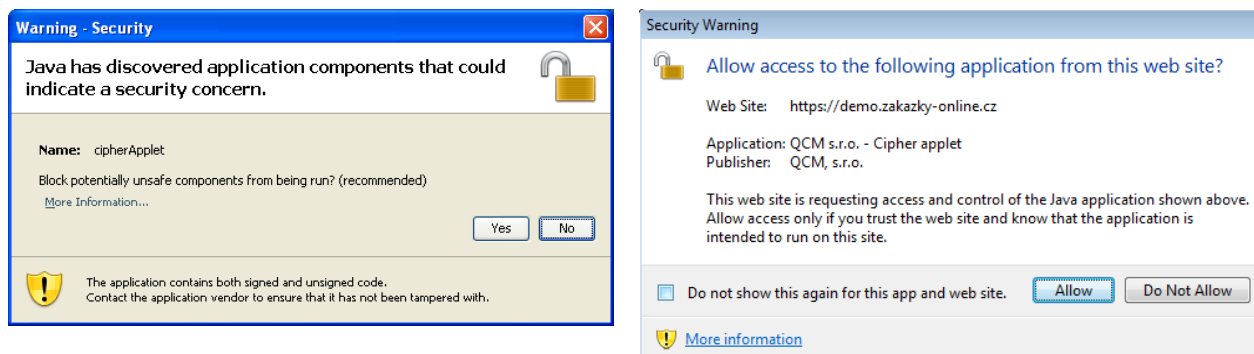 Warning - Security
Java has discovered application components that could
indicate a security concern.
Name: cipherApplet
Block potentially unsafe components from being run? (recommended)
More Information...
Yes No
The application contains both signed and unsigned code.
Contact the application vendor to ensure that it has not been tampered with.
Security Warning
Allow access to the following application from this web site?
Web Site: https://demo.zakazky-online.cz
Application: QCM s.r.o. - Cipher applet
Publisher: QCM, s.r.o.
This web site is requesting access and control of the Java application shown above.
Allow access only if you trust the web site and know that the application is
intended to run on this site.
Do not show this again for this app and web site. Allow Do Not Allow
More information